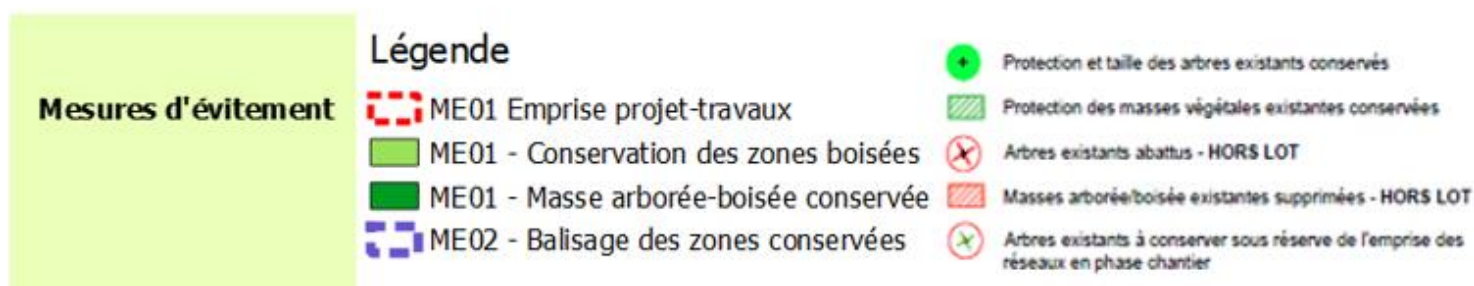 Mesures d'évitement
Légende
ME01 Emprise projet-travaux
ME01 - Conservation des zones boisées
ME01 - Masse arborée-boisée conservée
ME02 - Balisage des zones conservées
Protection et taille des arbres existants conservés
Protection des masses végétales existantes conservées
Arbres existants abattus - HORS LOT
Masses arborée/boisée existantes supprimées - HORS LOT
Arbres existants à conserver sous réserve de l'emprise des
réseaux en phase chantier